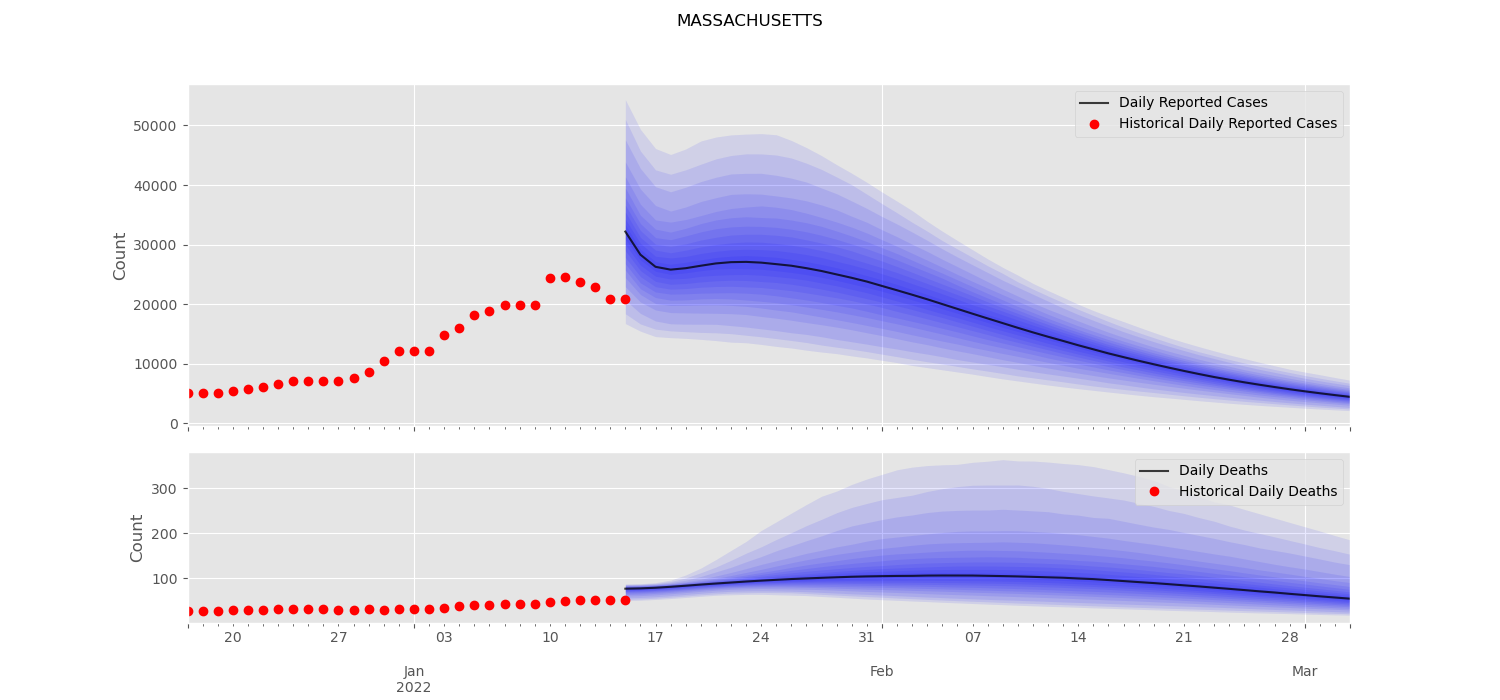 MASSACHUSETTS
Daily Reported Cases
Historical Daily Reported Cases
50000
40000
30000
20000
10000
0
Count
Daily Deaths
Historical Daily Deaths
300
200
100
Count
20 27 03 10 17 24 31 07 14 21 28
Jan Feb Mar
2022